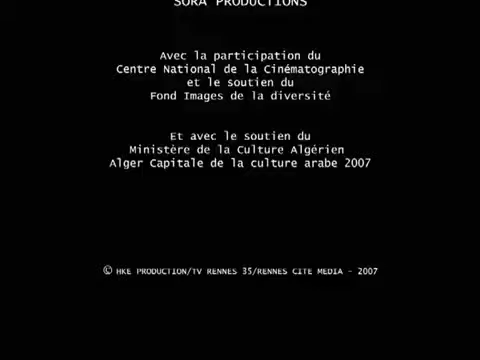 SORA PRODUCTIONS
Avec la participation du
Centre National de la Cinématographie
et le soutien du
Fond Images de la diversité
Et avec le soutien du
Ministère de la Culture Algérien
Alger Capitale de la culture arabe 2007
© HKE PRODUCTION/TV RENNES 35/RENNES CITE MEDIA - 2007